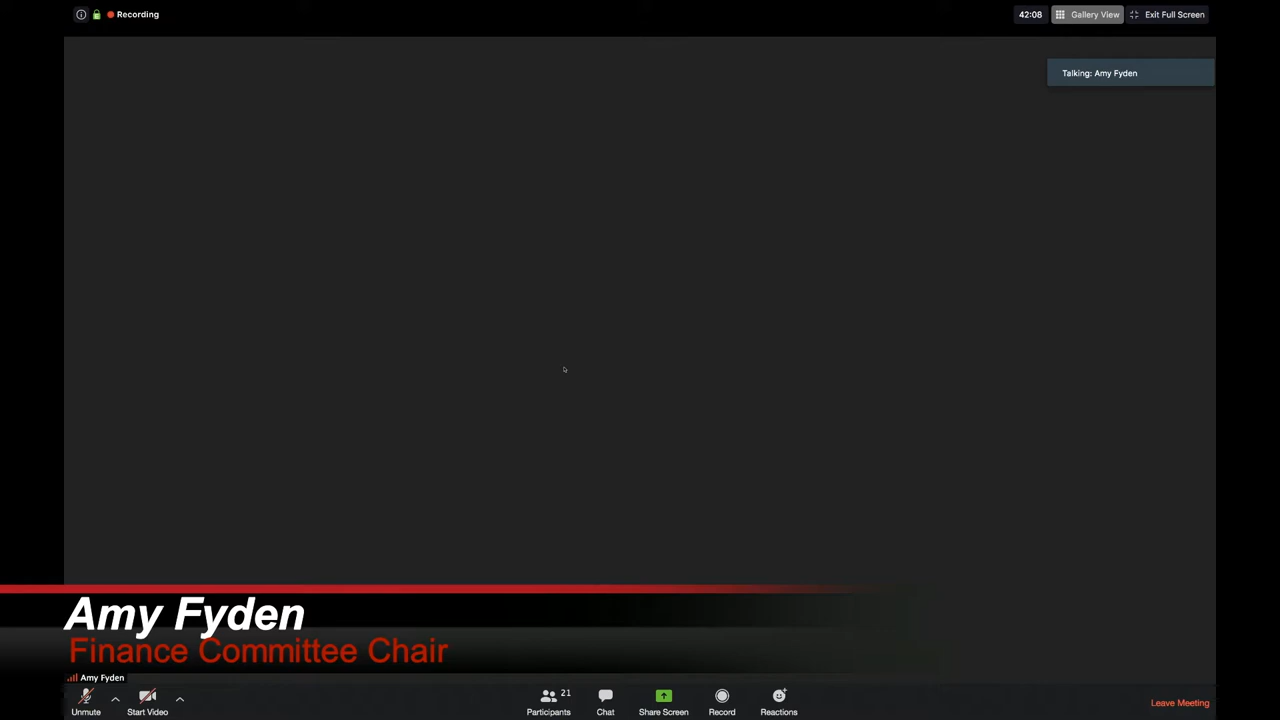 Recording
42:08
Gallery View
Exit Full Screen
Talking: Amy Fyden
Amy Fyden
Finance Committee Chair
Amy Fyden
Unmute
Start Video
Participants
21
Chat
Share Screen
Record
Reactions
Leave Meeting